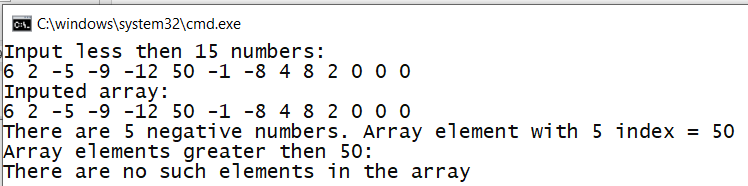 C:\windows\system32\cmd.exe
Input less then 15 numbers:
6 2 -5 -9 -12 50 -1 -8 4 8 2 0 0 0
Inputed array:
6 2 -5 -9 -12 50 -1 -8 4 8 2 0 0 0
There are 5 negative numbers. Array element with 5 index = 50
Array elements greater then 50:
There are no such elements in the array